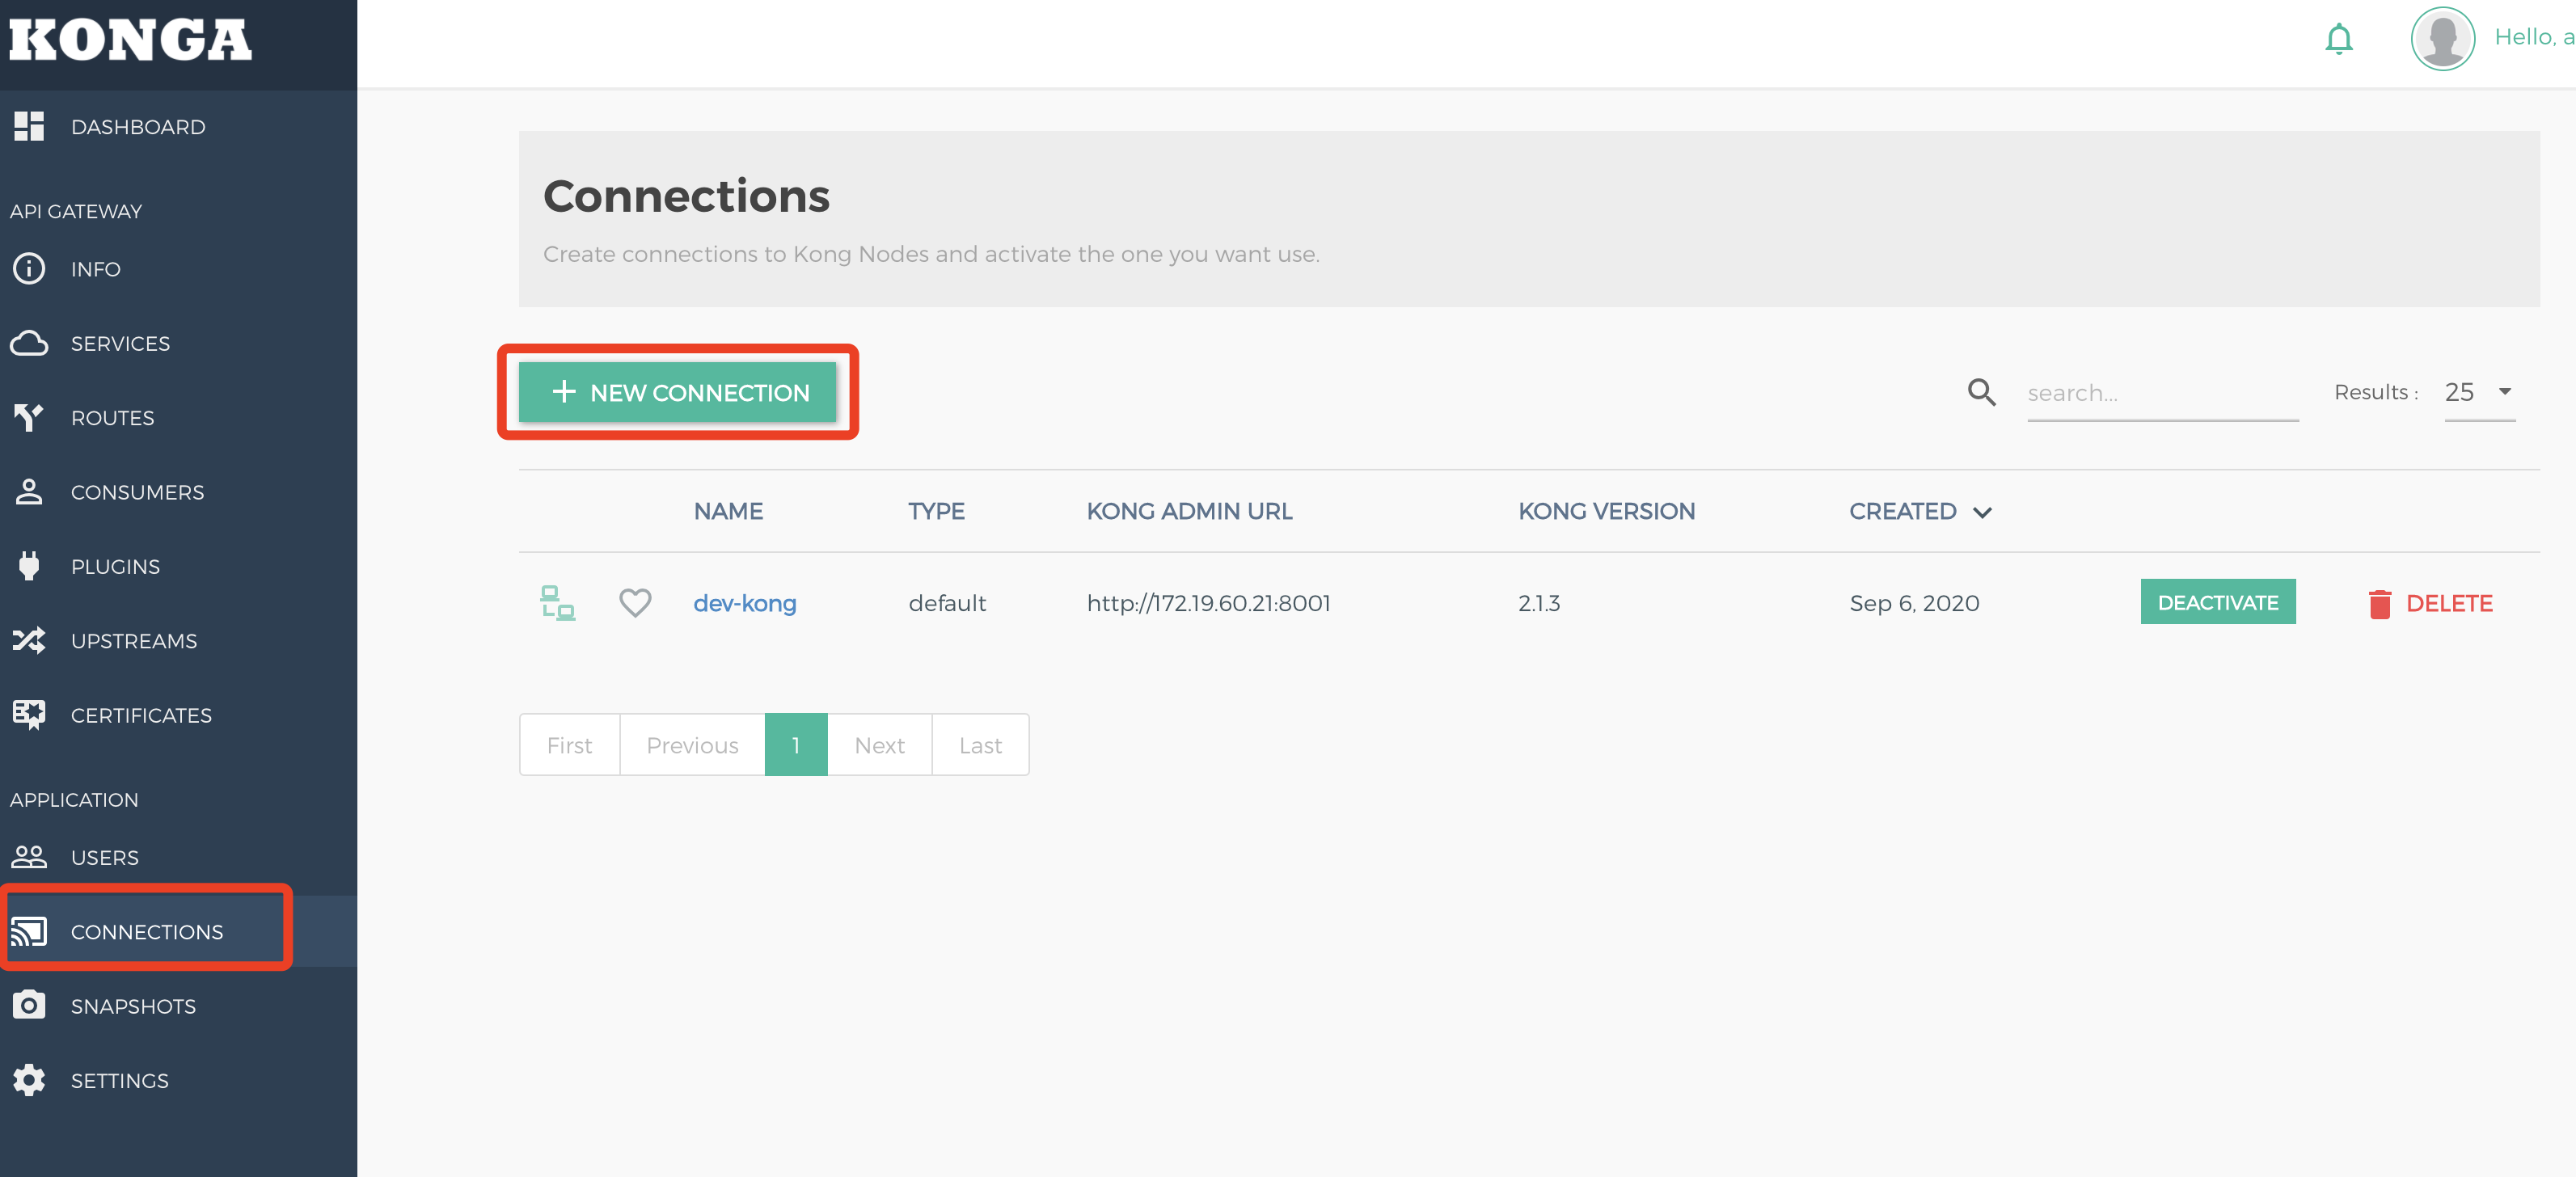 KONGA
Hello, a
DASHBOARD
API GATEWAY
INFO
SERVICES
ROUTES
CONSUMERS
PLUGINS
UPSTREAMS
CERTIFICATES
APPLICATION
USERS
CONNECTIONS
SNAPSHOTS
SETTINGS
Connections
Create connections to Kong Nodes and activate the one you want use.
+ NEW CONNECTION
search...
Results : 25
NAME TYPE KONG ADMIN URL KONG VERSION CREATED
dev-kong default http://172.19.60.21:8001 2.1.3 Sep 6, 2020 DEACTIVATE DELETE
First Previous 1 Next Last